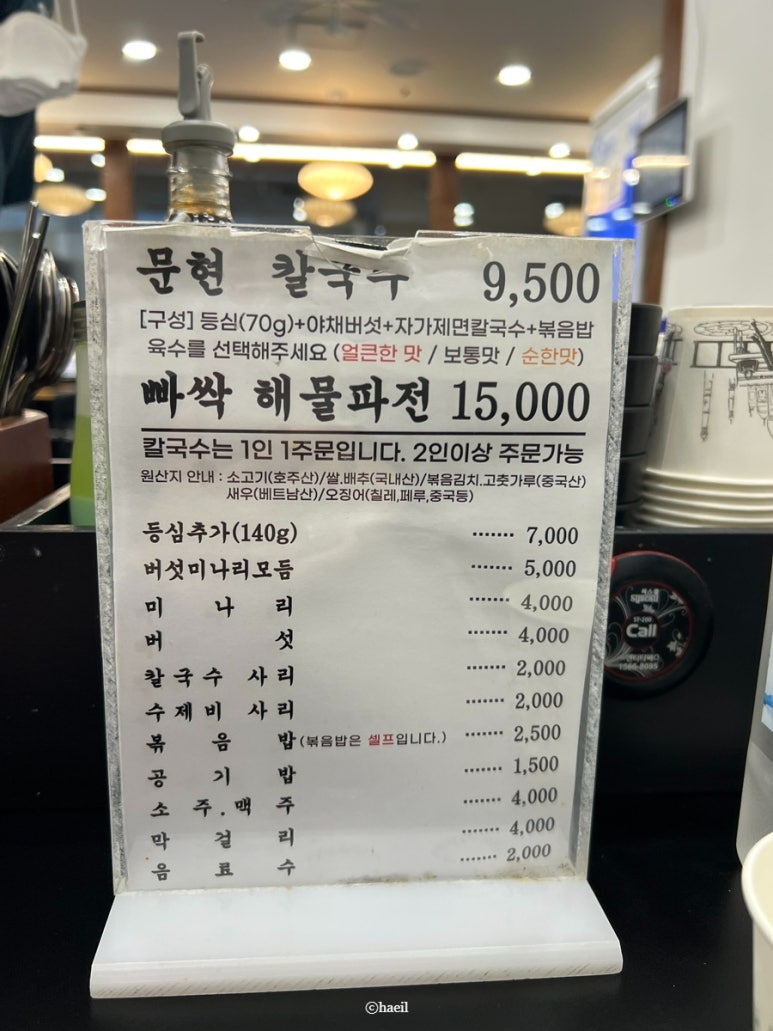 문현 칼국수 9,500
[구성] 등심(70g)+야채버섯+자가제면칼국수+볶음밥
육수를 선택해주세요 (얼큰한 맛 / 보통맛 / 순한맛)
빠싹 해물파전 15,000
칼국수는 1인 1주문입니다. 2인이상 주문가능
원산지 안내 : 소고기(호주산)/쌀.배추(국내산)/볶음김치.고춧가루(중국산)
새우(베트남산)/오징어(칠레,페루,중국등)
등심추가(140g) ······· 7,000
버섯미나리모듬 ······· 5,000
미 나 리 ······· 4,000
버 섯 ······· 4,000
칼국수 사리 ······· 2,000
수제비 사리 ······· 2,000
볶 음 밥 (볶음밥은 셀프입니다.) ······· 2,500
공 기 밥 ······· 1,500
소 주.맥 주 ······· 4,000
막 걸 리 ······· 4,000
음 료 수 ······· 2,000
Call
©haeil